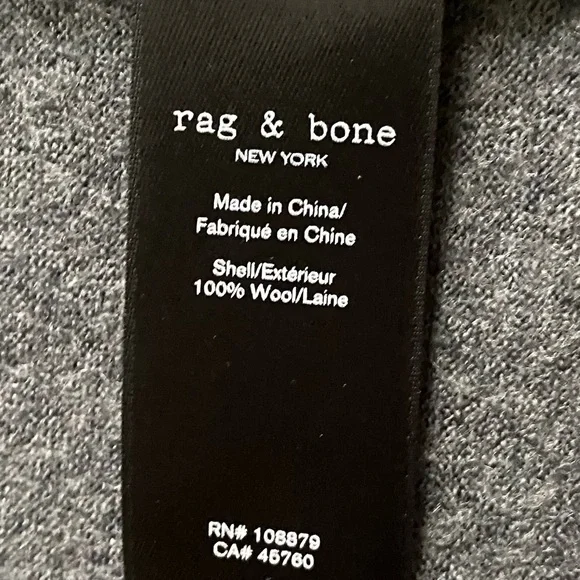 rag & bone
NEW YORK
Made in China/
Fabriqué en Chine
Shell/Extérieur
100% Wool/Laine
RN# 108879
CA# 45760